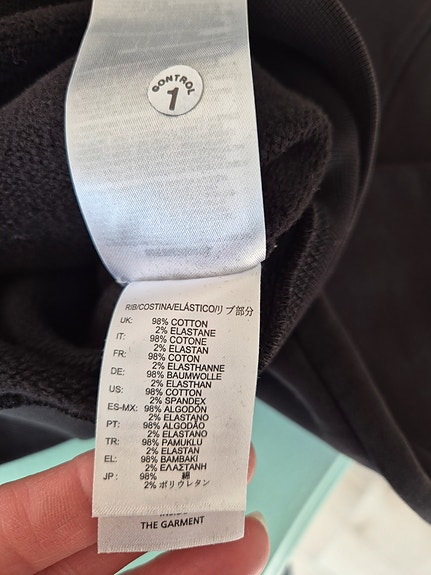 CONTROL
1
RIB/COSTINA/ELÁSTICO/リブ部分
UK: 98% COTTON
2% ELASTANE
IT: 98% COTONE
2% ELASTAN
FR: 98% COTON
2% ELASTHANNE
DE: 98% BAUMWOLLE
2% ELASTHAN
US: 98% COTTON
2% SPANDEX
ES-MX: 98% ALGODÓN
2% ELASTANO
PT: 98% ALGODÃO
2% ELASTANO
TR: 98% PAMUKLU
2% ELASTAN
EL: 98% ΒΑΜΒΑΚΙ
2% ΕΛΑΣΤΑΝΗ
JP: 98% 綿
2% ポリウレタン
THE GARMENT